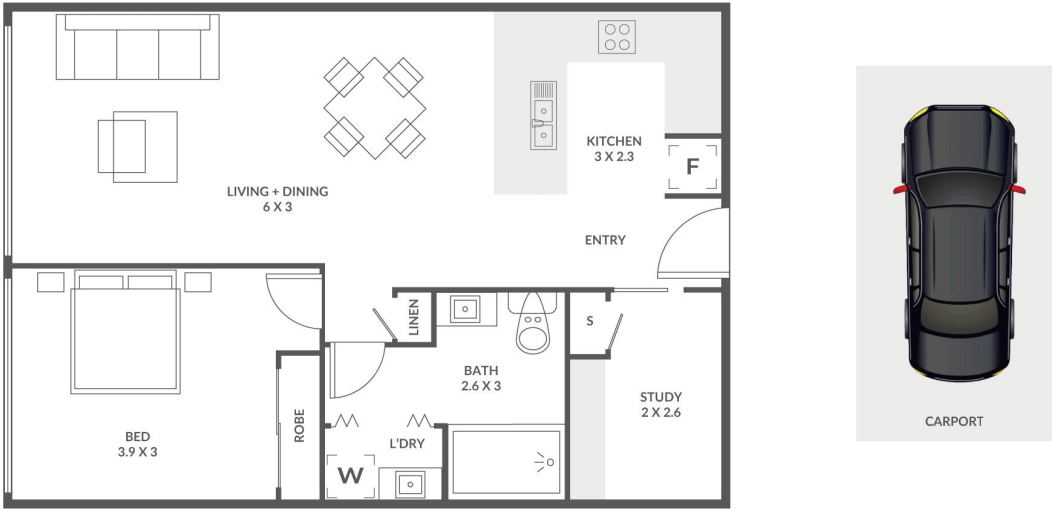 KITCHEN
3 X 2.3
F
LIVING + DINING
6 X 3
ENTRY
LINEN
S
BATH
2.6 X 3
STUDY
2 X 2.6
BED
3.9 X 3
ROBE
L'DRY
W
CARPORT